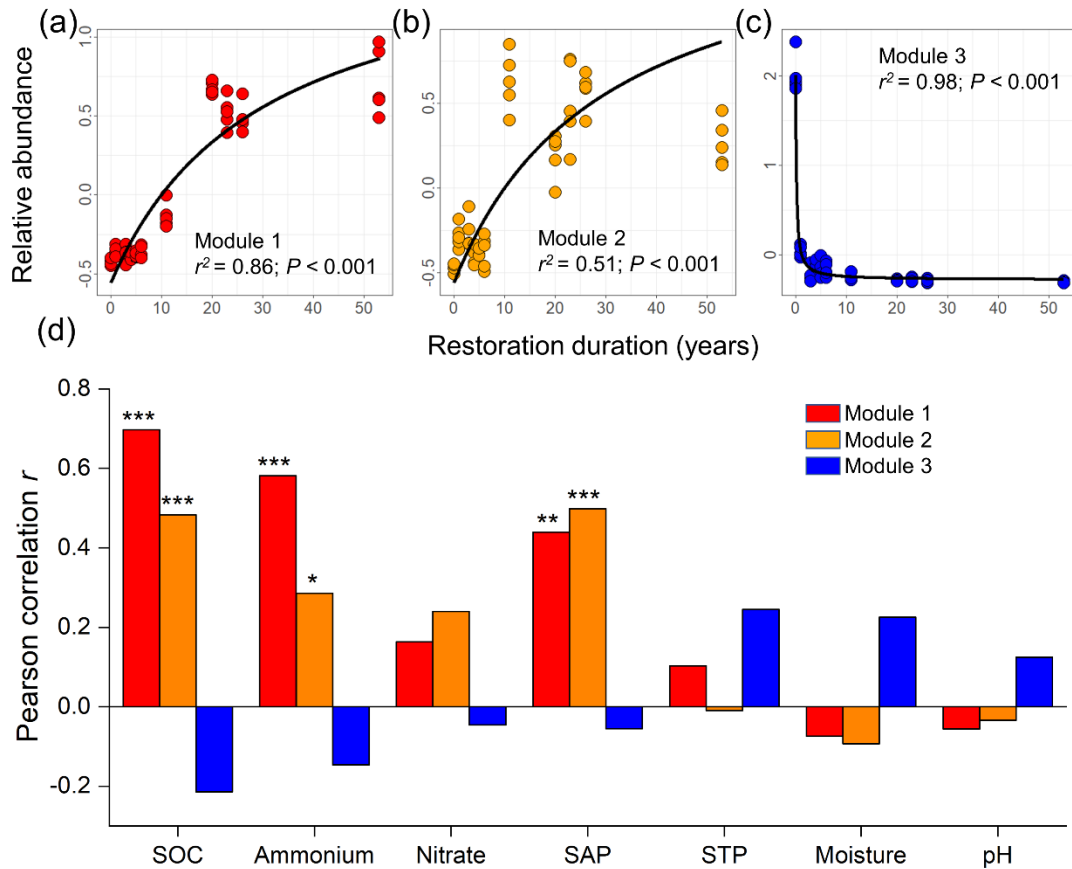 (a)
(b)
(c)
Relative abundance
1.0
0.5
0.0
-0.5
0 10 20 30 40 50
Module 1
r² = 0.86; P < 0.001
0.5
0.0
-0.5
0 10 20 30 40 50
Module 2
r² = 0.51; P < 0.001
2
1
0
0 10 20 30 40 50
Module 3
r² = 0.98; P < 0.001
Restoration duration (years)
(d)
Pearson correlation r
0.8
0.6
0.4
0.2
0.0
-0.2
***
***
***
*
**
***
Module 1
Module 2
Module 3
SOC Ammonium Nitrate SAP STP Moisture pH